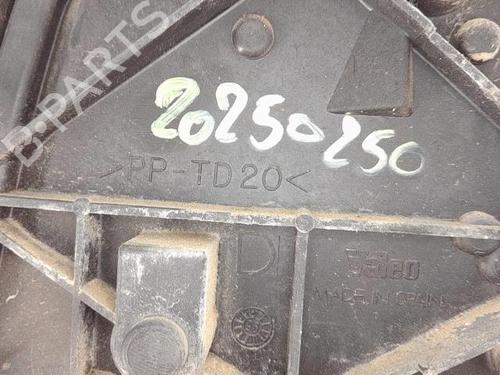 B-PARTS
20250250
>PP-TD20<
D
Valeo
MADE IN SPAIN